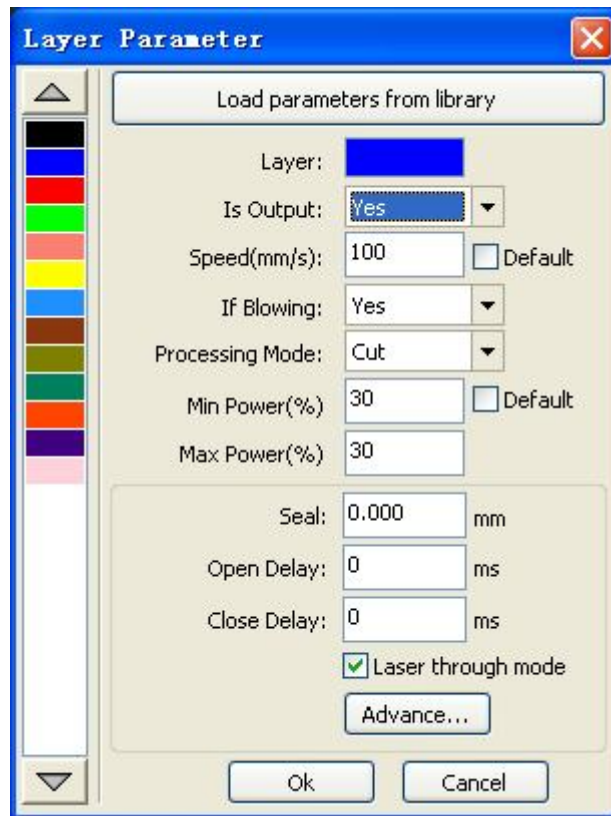 Layer Parameter
Load parameters from library
Layer:
Is Output: Yes
Speed(mm/s): 100 Default
If Blowing: Yes
Processing Mode: Cut
Min Power(%) 30 Default
Max Power(%) 30
Seal: 0.000 mm
Open Delay: 0 ms
Close Delay: 0 ms
Laser through mode
Advance...
Ok Cancel